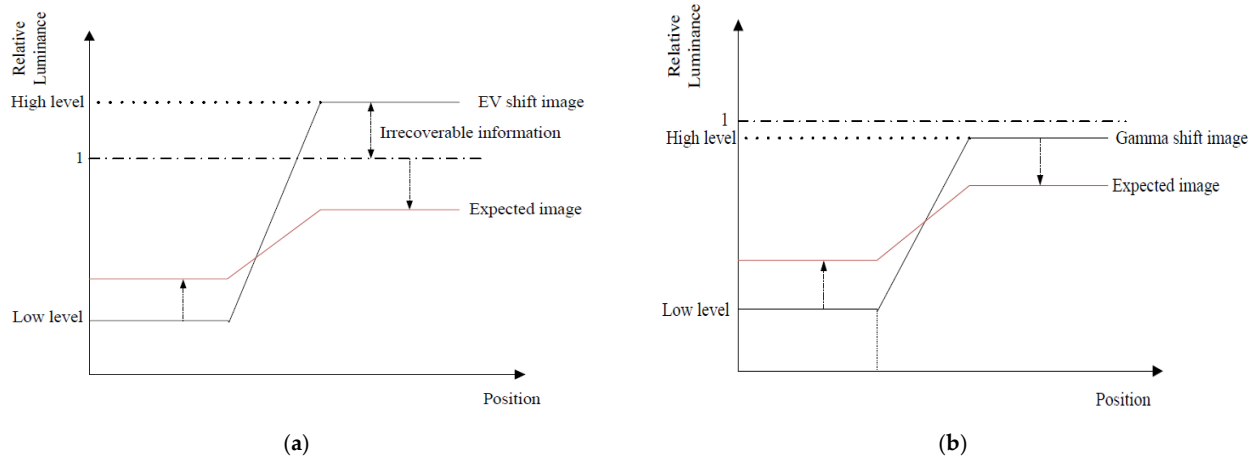 Relative
Luminance
High level
EV shift image
Irrecoverable information
1
Expected image
Low level
Position
(a)
Relative
Luminance
1
High level
Gamma shift image
Expected image
Low level
Position
(b)